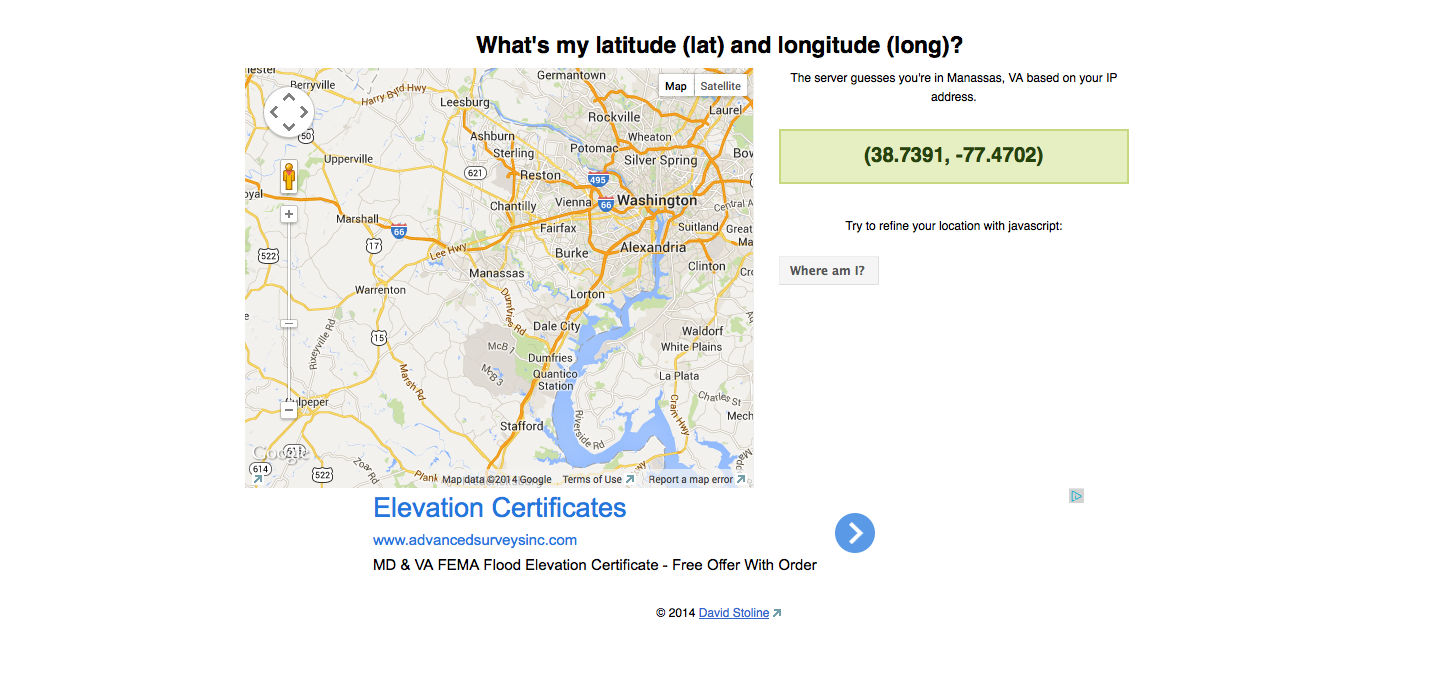 What's my latitude (lat) and longitude (long)?
The server guesses you're in Manassas, VA based on your IP
address.
(38.7391, -77.4702)
Try to refine your location with javascript:
Where am I?
Map Satellite
Germantown
Berryville
Harry Byrd Hwy
Leesburg
Rockville
Laurel
50
Ashburn
Wheaton
Sterling
Potomac
Silver Spring
Upperville
621
Reston
495
66
Washington
Chantilly
Vienna
Marshall
66
Fairfax
Suitland
17
Lee Hwy
Burke
Alexandria
522
Manassas
Clinton
Warrenton
Lorton
Dumfries Rd
Dale City
Waldorf
15
White Plains
Rixeyville Rd
McB 1
Dumfries
McB 3
Quantico
Station
La Plata
Marsh Rd
Charles St
Crain Hwy
Stafford
Riverside Rd
Google
614
522
Zoar Rd
Map data ©2014 Google Terms of Use Report a map error
Elevation Certificates
www.advancedsurveysinc.com
MD & VA FEMA Flood Elevation Certificate - Free Offer With Order
© 2014 David Stoline